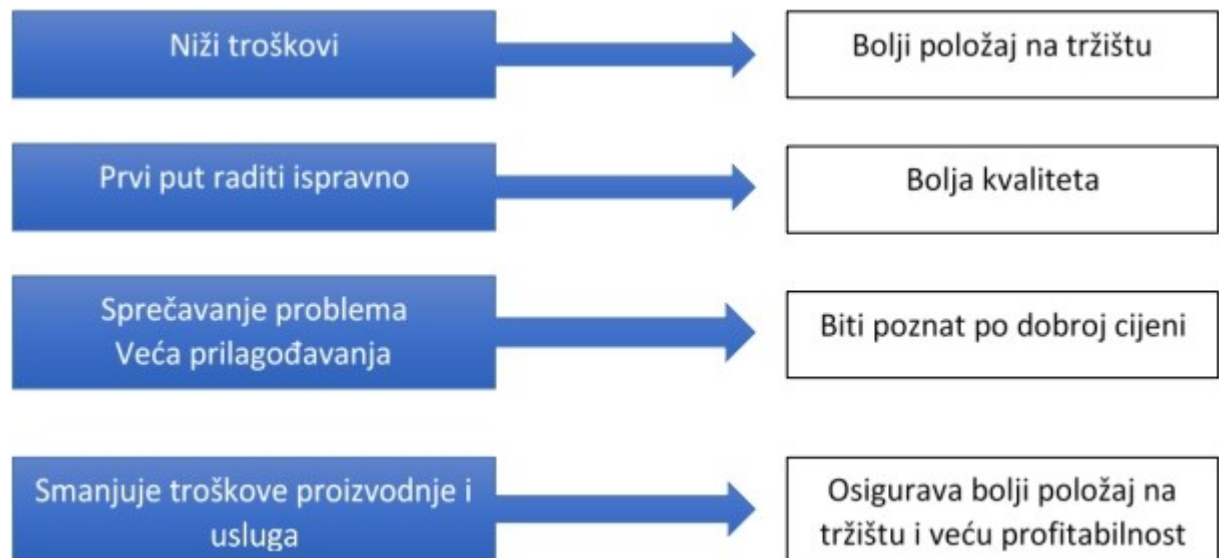 Niži troškovi
Bolji položaj na tržištu
Prvi put raditi ispravno
Bolja kvaliteta
Sprečavanje problema
Veća prilagođavanja
Biti poznat po dobroj cijeni
Smanjuje troškove proizvodnje i
usluga
Osigurava bolji položaj na
tržištu i veću profitabilnost